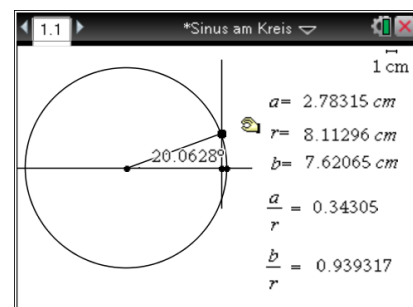 1.1
*Sinus am Kreis
1 cm
a= 2.78315 cm
r= 8.11296 cm
20.0628°
b= 7.62065 cm
a/r = 0.34305
b/r = 0.939317